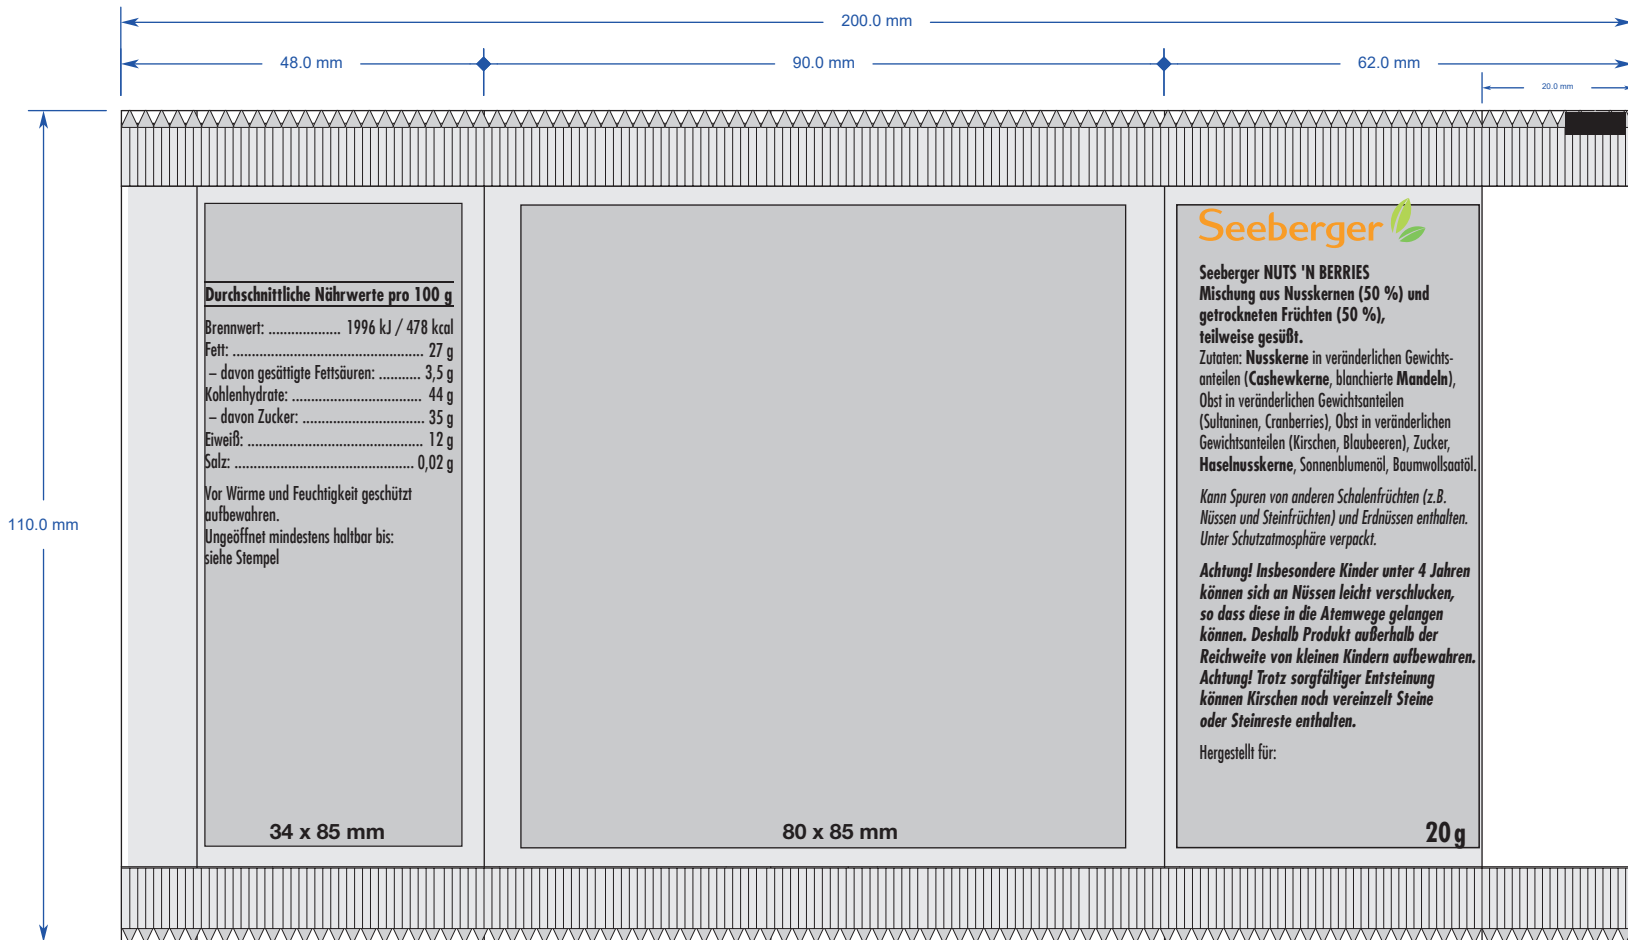 200.0 mm
48.0 mm
90.0 mm
62.0 mm
20.0 mm
110.0 mm
Durchschnittliche Nährwerte pro 100 g
Brennwert: ................... 1996 kJ / 478 kcal
Fett: .................................................. 27 g
– davon gesättigte Fettsäuren: ........... 3,5 g
Kohlenhydrate: .................................. 44 g
– davon Zucker: ................................ 35 g
Eiweiß: .............................................. 12 g
Salz: ............................................... 0,02 g
Vor Wärme und Feuchtigkeit geschützt
aufbewahren.
Ungeöffnet mindestens haltbar bis:
siehe Stempel
34 x 85 mm
80 x 85 mm
Seeberger
Seeberger NUTS 'N BERRIES
Mischung aus Nusskernen (50 %) und
getrockneten Früchten (50 %),
teilweise gesüßt.
Zutaten: Nusskerne in veränderlichen Gewichts-
anteilen (Cashewkerne, blanchierte Mandeln),
Obst in veränderlichen Gewichtsanteilen
(Sultaninen, Cranberries), Obst in veränderlichen
Gewichtsanteilen (Kirschen, Blaubeeren), Zucker,
Haselnusskerne, Sonnenblumenöl, Baumwollsaatöl.
Kann Spuren von anderen Schalenfrüchten (z.B.
Nüssen und Steinfrüchten) und Erdnüssen enthalten.
Unter Schutzatmosphäre verpackt.
Achtung! Insbesondere Kinder unter 4 Jahren
können sich an Nüssen leicht verschlucken,
so dass diese in die Atemwege gelangen
können. Deshalb Produkt außerhalb der
Reichweite von kleinen Kindern aufbewahren.
Achtung! Trotz sorgfältiger Entsteinung
können Kirschen noch vereinzelt Steine
oder Steinreste enthalten.
Hergestellt für:
20 g